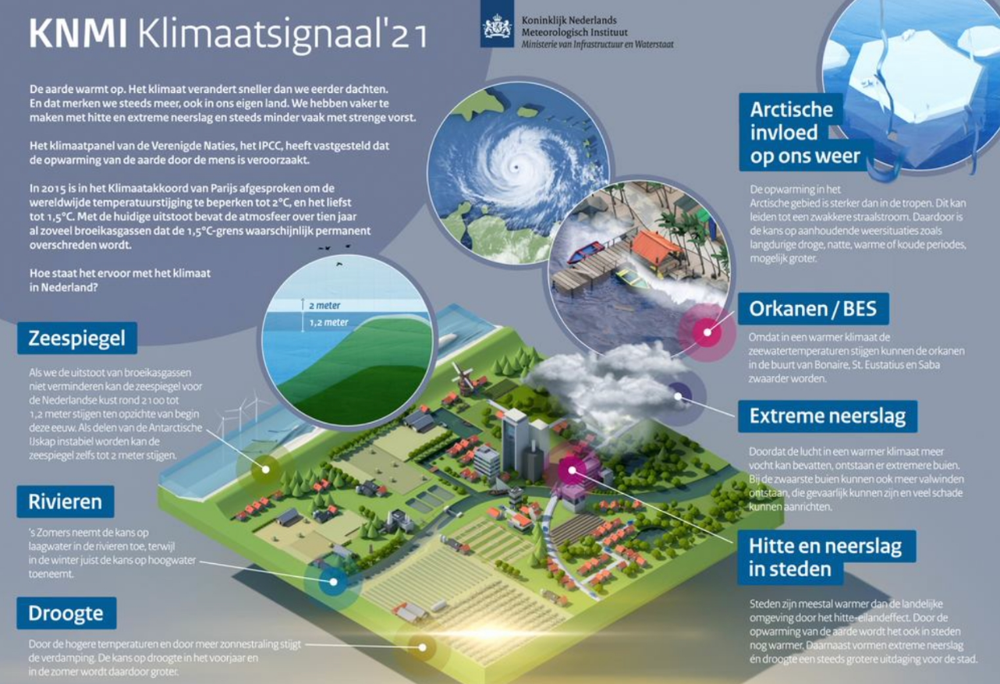 KNMI Klimaatsignaal'21
Koninklijk Nederlands
Meteorologisch Instituut
Ministerie van Infrastructuur en Waterstaat
De aarde warmt op. Het klimaat verandert sneller dan we eerder dachten.
En dat merken we steeds meer, ook in ons eigen land. We hebben vaker te
maken met hitte en extreme neerslag en steeds minder vaak met strenge vorst.
Het klimaatpanel van de Verenigde Naties, het IPCC, heeft vastgesteld dat
de opwarming van de aarde door de mens is veroorzaakt.
In 2015 is in het Klimaatakkoord van Parijs afgesproken om de
wereldwijde temperatuurstijging te beperken tot 2°C, en het liefst
tot 1,5°C. Met de huidige uitstoot bevat de atmosfeer over tien jaar
al zoveel broeikasgassen dat de 1,5°C-grens waarschijnlijk permanent
overschreden wordt.
Hoe staat het ervoor met het klimaat
in Nederland?
2 meter
1,2 meter
Zeespiegel
Als we de uitstoot van broeikasgassen
niet verminderen kan de zeespiegel voor
de Nederlandse kust rond 2100 tot
1,2 meter stijgen ten opzichte van begin
deze eeuw. Als delen van de Antarctische
IJskap instabiel worden kan de
zeespiegel zelfs tot 2 meter stijgen.
Rivieren
's Zomers neemt de kans op
laagwater in de rivieren toe, terwijl
in de winter juist de kans op hoogwater
toeneemt.
Droogte
Door de hogere temperaturen en door meer zonnestraling stijgt
de verdamping. De kans op droogte in het voorjaar en
in de zomer wordt daardoor groter.
Arctische
invloed
op ons weer
De opwarming in het
Arctische gebied is sterker dan in de tropen. Dit kan
leiden tot een zwakkere straalstroom. Daardoor is
de kans op aanhoudende weersituaties zoals
langdurige droge, natte, warme of koude periodes,
mogelijk groter.
Orkanen / BES
Omdat in een warmer klimaat de
zeewatertemperaturen stijgen kunnen de orkanen
in de buurt van Bonaire, St. Eustatius en Saba
zwaarder worden.
Extreme neerslag
Doordat de lucht in een warmer klimaat meer
vocht kan bevatten, ontstaan er extremere buien.
Bij de zwaarste buien kunnen ook meer valwinden
ontstaan, die gevaarlijk kunnen zijn en veel schade
kunnen aanrichten.
Hitte en neerslag
in steden
Steden zijn meestal warmer dan de landelijke
omgeving door het hitte-eilandeffect. Door de
opwarming van de aarde wordt het ook in steden
nog warmer. Daarnaast vormen extreme neerslag
én droogte een steeds grotere uitdaging voor de stad.